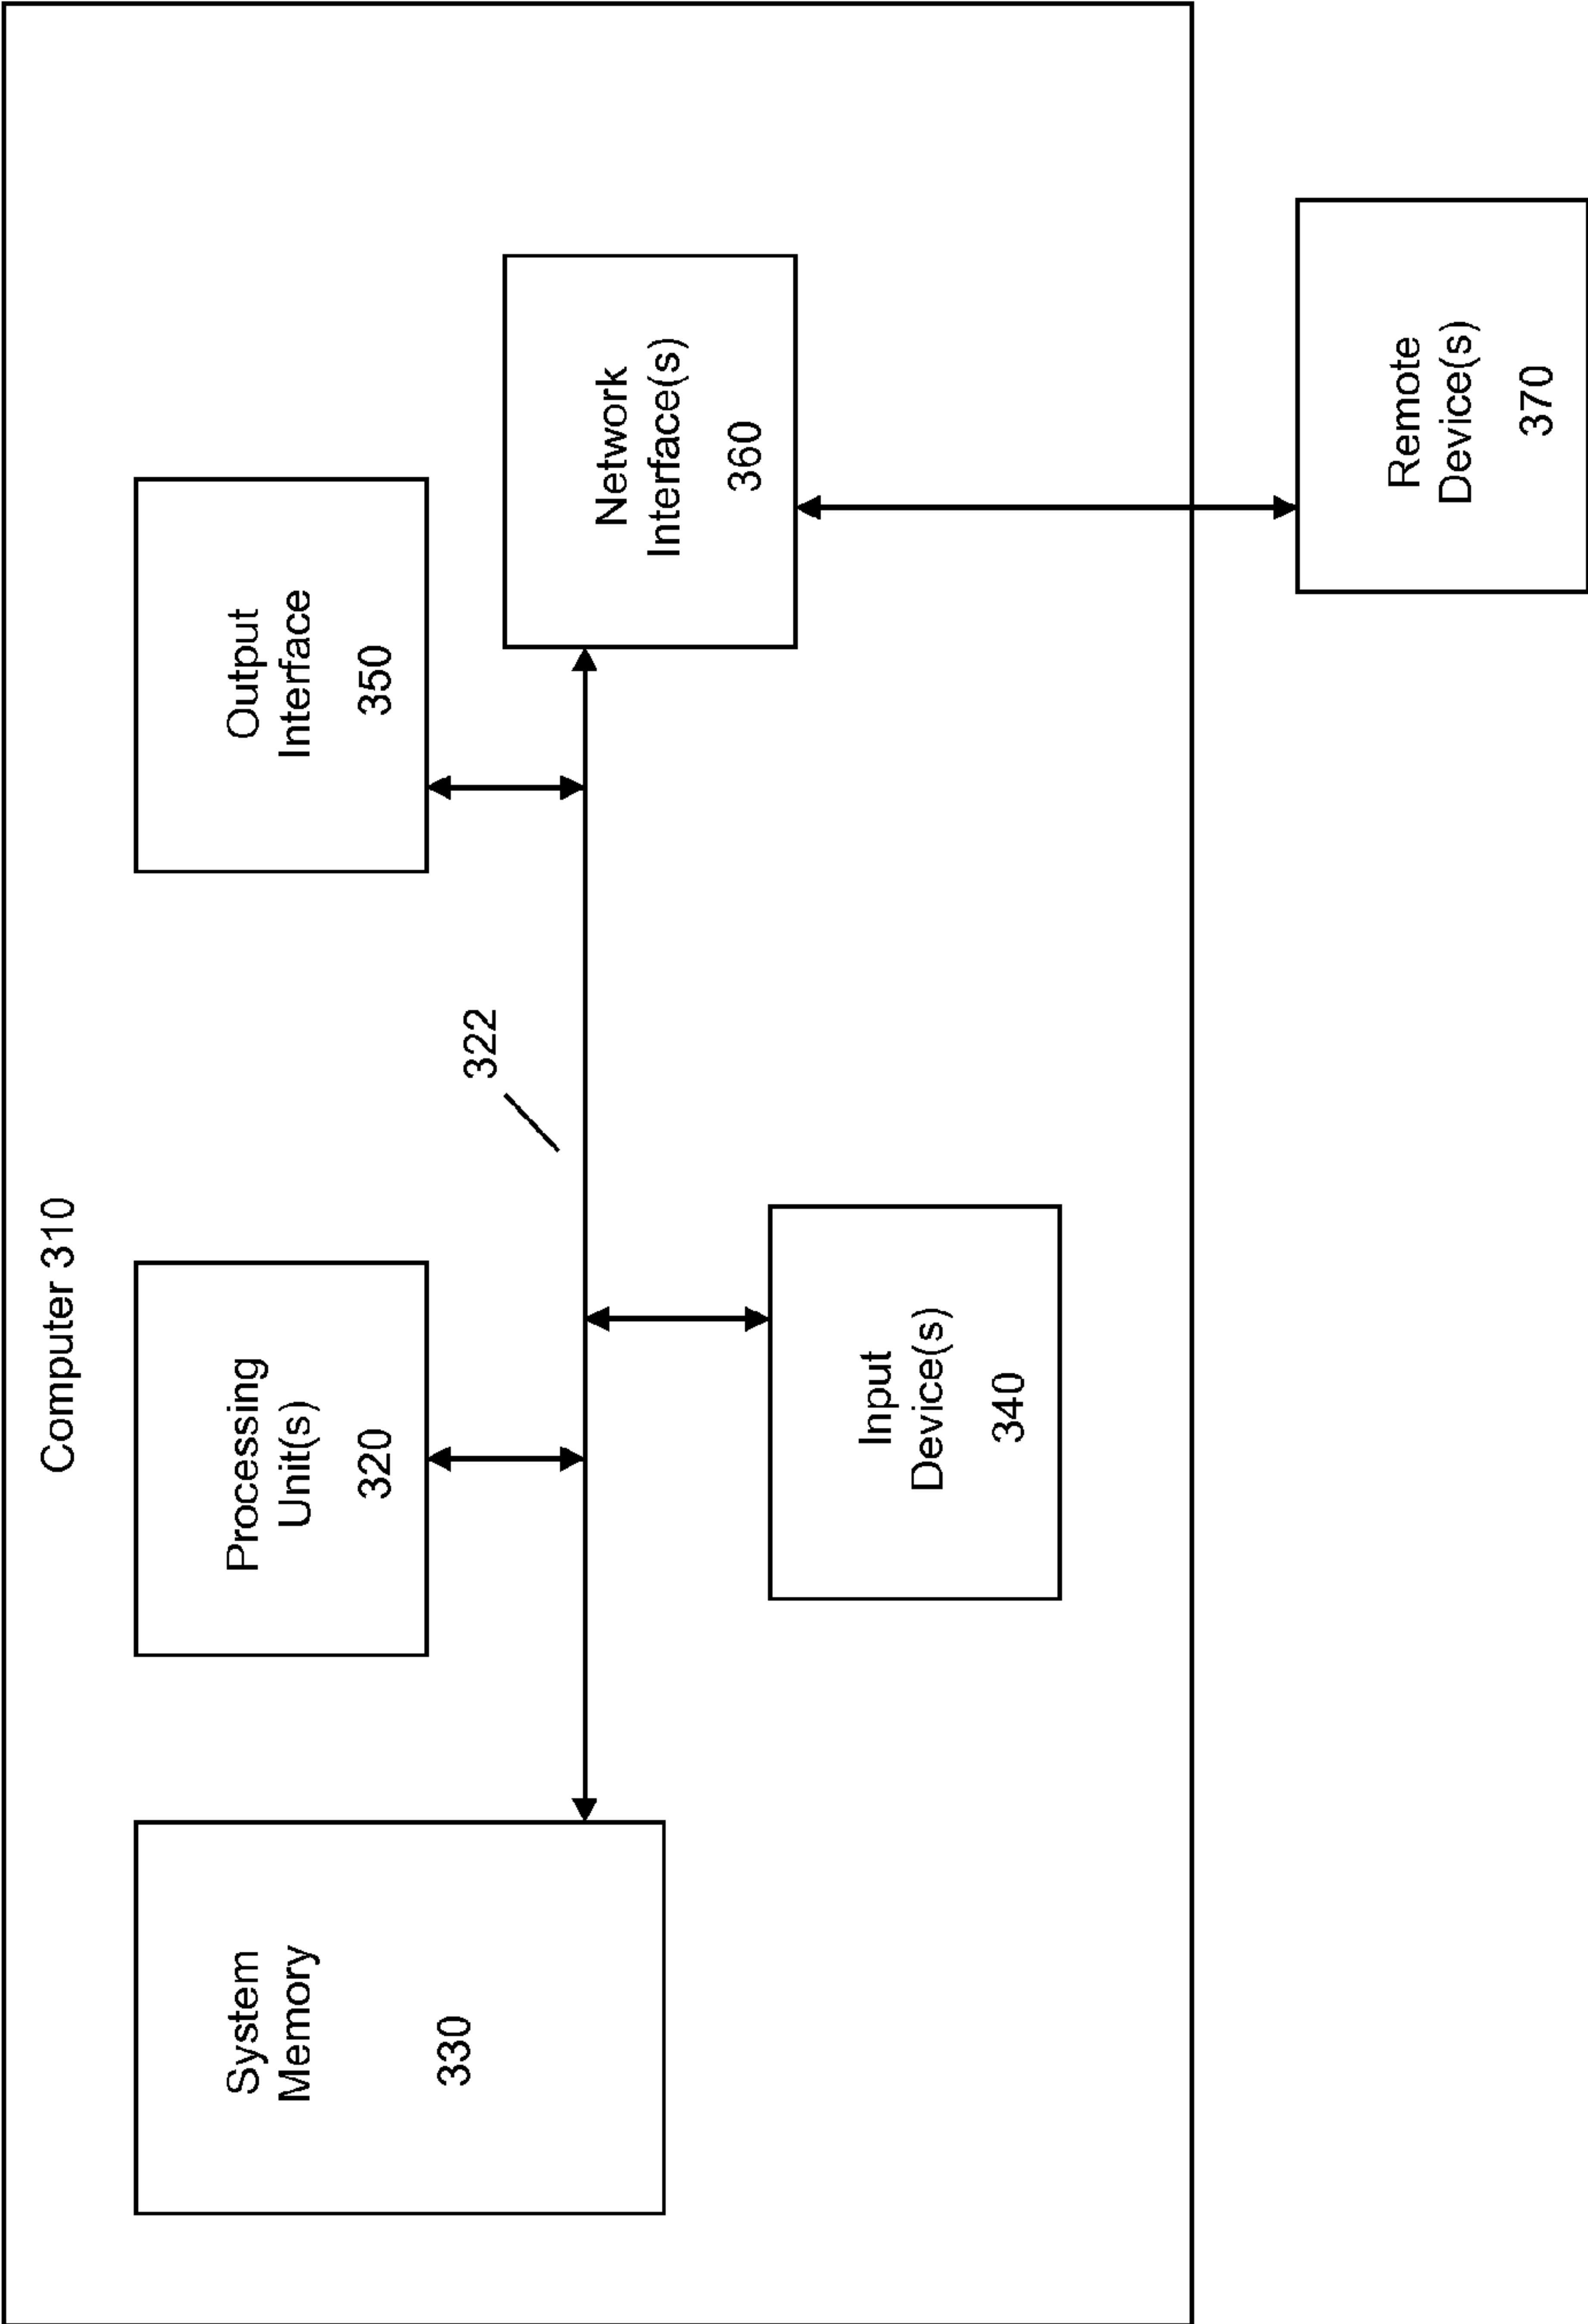 Computer 310
System
Memory
330
Processing
Unit(s)
320
Output
Interface
350
322
Network
Interface(s)
360
Input
Device(s)
340
Remote
Device(s)
370